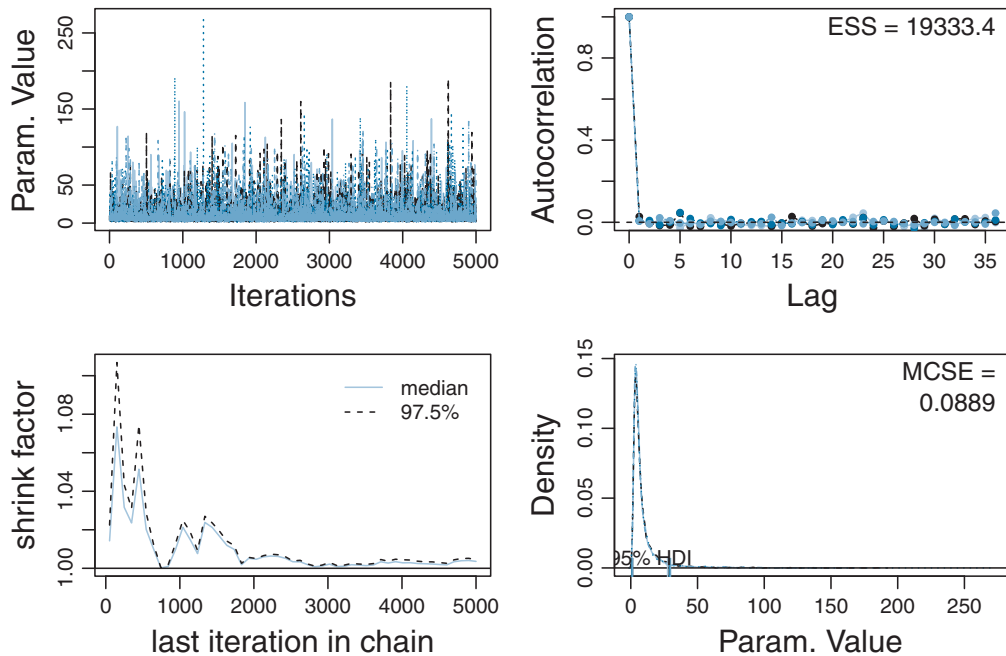 Param. Value
0 50 150 250
0 1000 2000 3000 4000 5000
Iterations
Autocorrelation
0.0 0.4 0.8
ESS = 19333.4
0 5 10 15 20 25 30 35
Lag
shrink factor
1.00 1.04 1.08
median
97.5%
0 1000 2000 3000 4000 5000
last iteration in chain
Density
0.00 0.05 0.10 0.15
MCSE =
0.0889
95% HDI
0 50 100 150 200 250
Param. Value